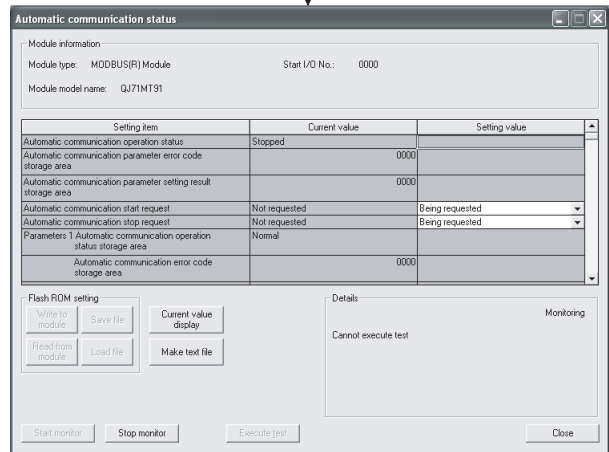 Automatic communication status
Module information
Module type: MODBUS(R) Module Start I/O No.: 0000
Module model name: QJ71MT91
Setting item Current value Setting value
Automatic communication operation status Stopped
Automatic communication parameter error code 0000
storage area
Automatic communication parameter setting result 0000
storage area
Automatic communication start request Not requested Being requested
Automatic communication stop request Not requested Being requested
Parameters 1 Automatic communication operation Normal
status storage area
Automatic communication error code 0000
storage area
Flash ROM setting
Write to
module
Save file
Current value
display
Read from
module
Load file
Make text file
Details
Monitoring
Cannot execute test
Start monitor Stop monitor Execute test Close